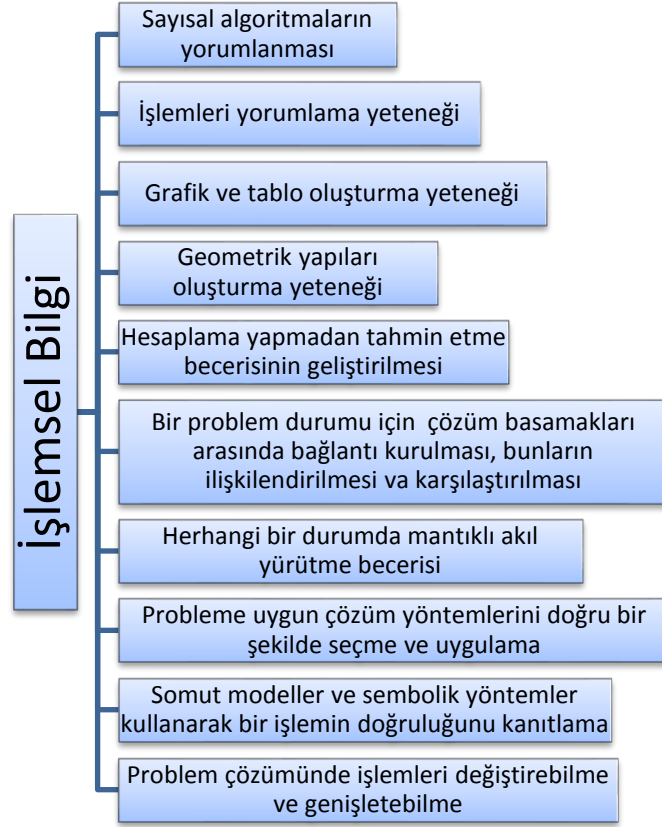 İşlemsel Bilgi
Sayısal algoritmaların
yorumlanması
İşlemleri yorumlama yeteneği
Grafik ve tablo oluşturma yeteneği
Geometrik yapıları
oluşturma yeteneği
Hesaplama yapmadan tahmin etme
becerisinin geliştirilmesi
Bir problem durumu için çözüm basamakları
arasında bağlantı kurulması, bunların
ilişkilendirilmesi va karşılaştırılması
Herhangi bir durumda mantıklı akıl
yürütme becerisi
Probleme uygun çözüm yöntemlerini doğru bir
şekilde seçme ve uygulama
Somut modeller ve sembolik yöntemler
kullanarak bir işlemin doğruluğunu kanıtlama
Problem çözümünde işlemleri değiştirebilme
ve genişletebilme